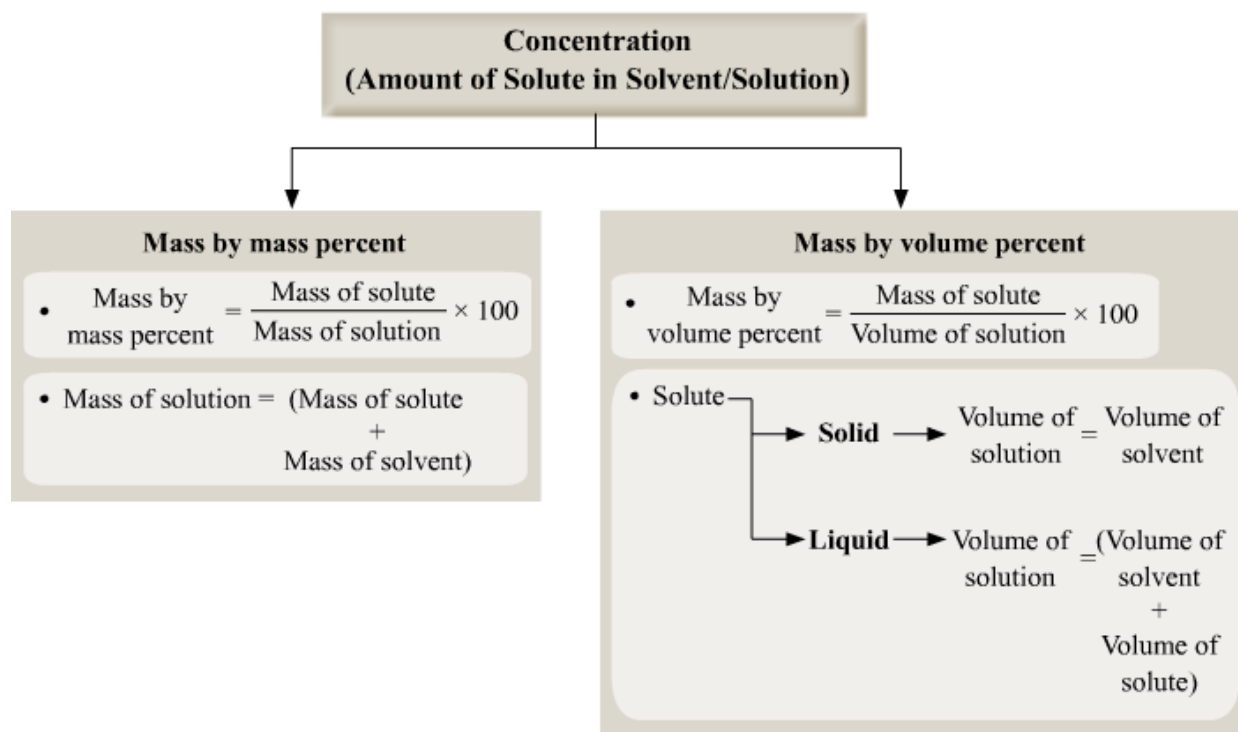 Concentration
(Amount of Solute in Solvent/Solution)
Mass by mass percent
• Mass by mass percent = Mass of solute / Mass of solution × 100
• Mass of solution = (Mass of solute
+
Mass of solvent)
Mass by volume percent
• Mass by volume percent = Mass of solute / Volume of solution × 100
• Solute
Solid Volume of solution = Volume of solvent
Liquid Volume of solution = (Volume of solvent
+
Volume of solute)